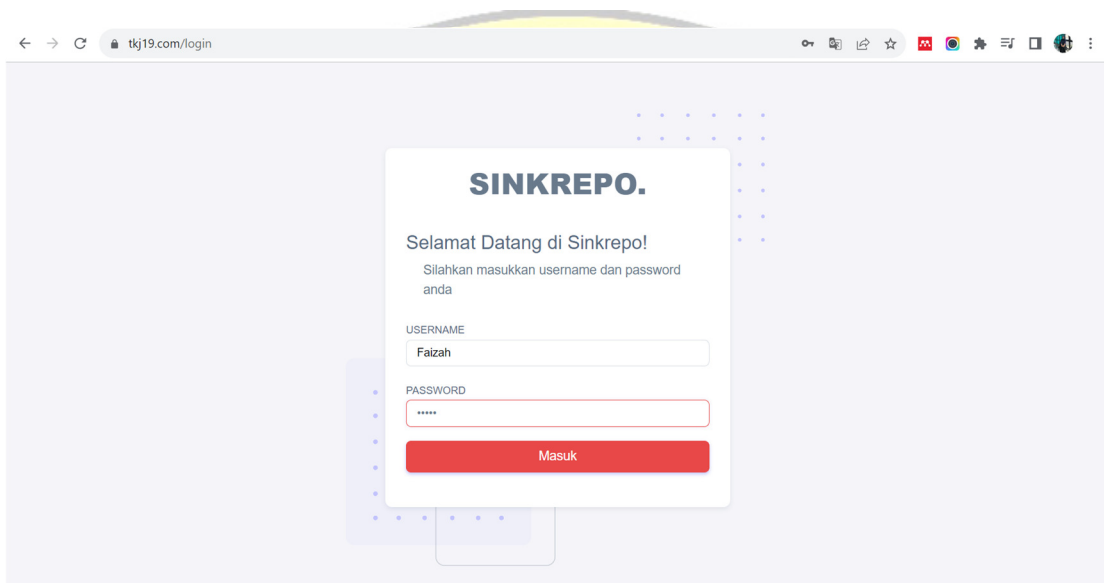 tkj19.com/login
SINKREPO.
Selamat Datang di Sinkrepo!
Silahkan masukkan username dan password
anda
USERNAME
Faizah
PASSWORD
•••••
Masuk